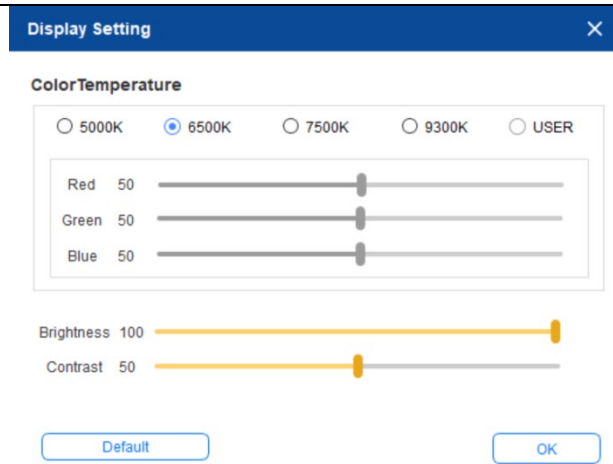 Display Setting
ColorTemperature
5000K 6500K 7500K 9300K USER
Red 50
Green 50
Blue 50
Brightness 100
Contrast 50
Default OK